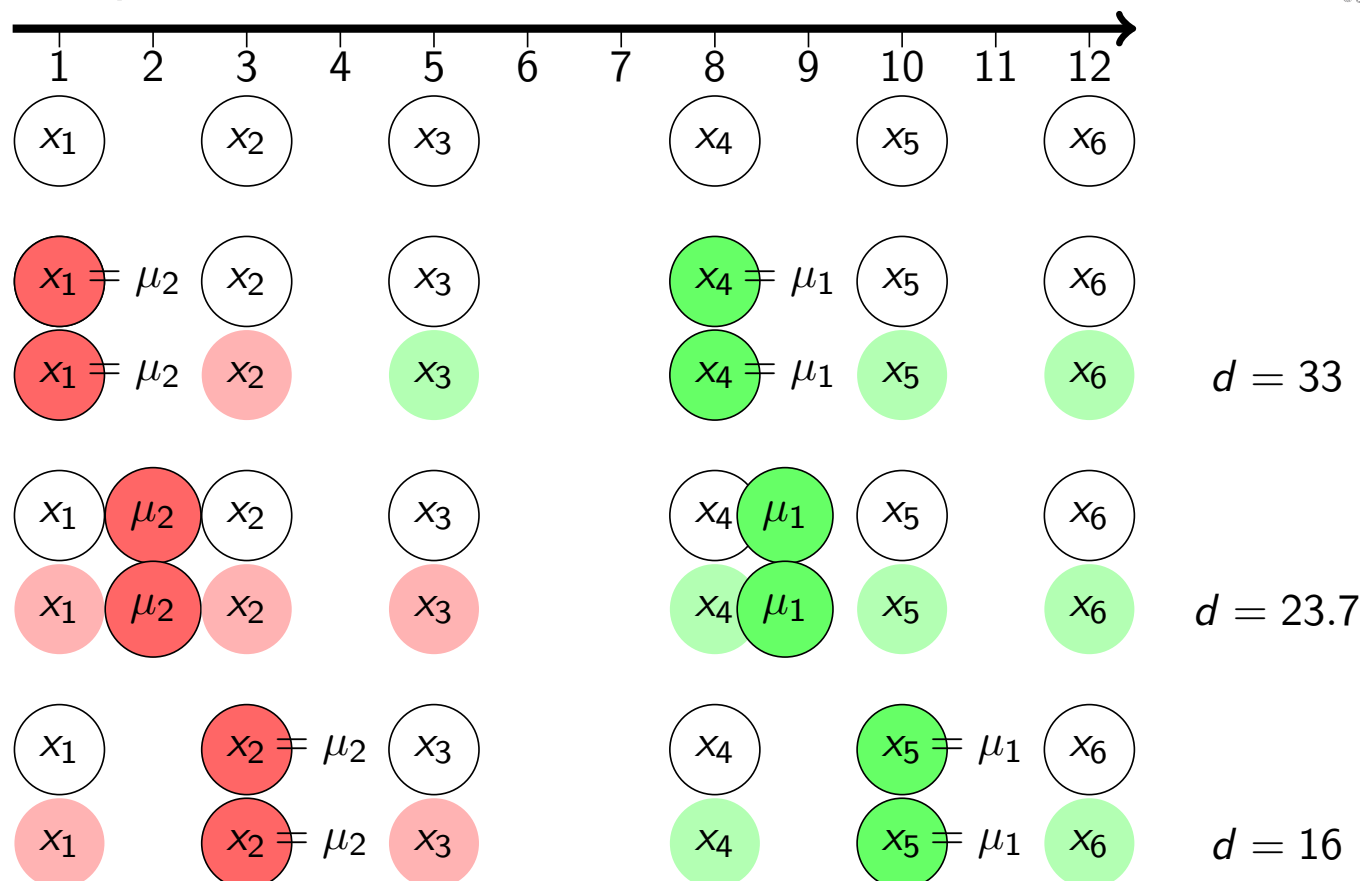 1 2 3 4 5 6 7 8 9 10 11 12
x₁ x₂ x₃ x₄ x₅ x₆
x₁ = μ₂ x₂ x₃ x₄ = μ₁ x₅ x₆
x₁ = μ₂ x₂ x₃ x₄ = μ₁ x₅ x₆ d = 33
x₁ μ₂ x₂ x₃ x₄ μ₁ x₅ x₆
x₁ μ₂ x₂ x₃ x₄ μ₁ x₅ x₆ d = 23.7
x₁ x₂ = μ₂ x₃ x₄ x₅ = μ₁ x₆
x₁ x₂ = μ₂ x₃ x₄ x₅ = μ₁ x₆ d = 16